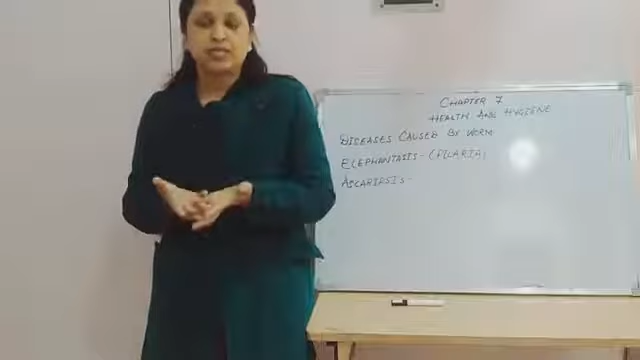 CHAPTER 7
HEALTH AND HYGIENE
DISEASES CAUSED BY WORM
ELEPHANTASIS - (FILARIA)
ASCARIASIS -